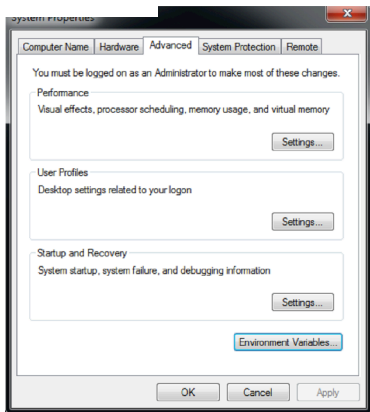 System Properties
Computer Name Hardware Advanced System Protection Remote
You must be logged on as an Administrator to make most of these changes.
Performance
Visual effects, processor scheduling, memory usage, and virtual memory
Settings...
User Profiles
Desktop settings related to your logon
Settings...
Startup and Recovery
System startup, system failure, and debugging information
Settings...
Environment Variables...
OK Cancel Apply